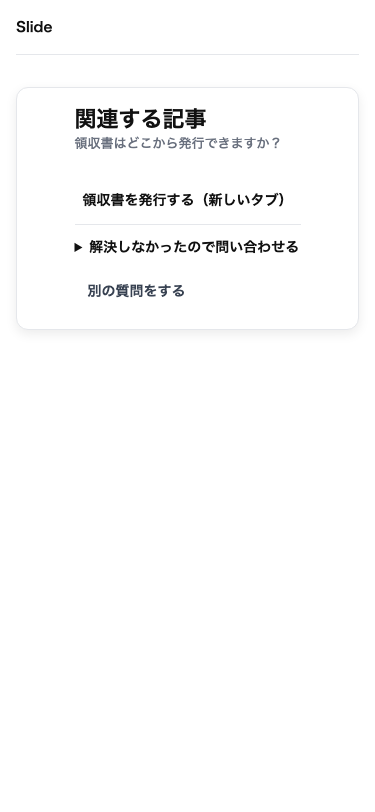 Slide
関連する記事
領収書はどこから発行できますか？
領収書を発行する（新しいタブ）
▶ 解決しなかったので問い合わせる
別の質問をする